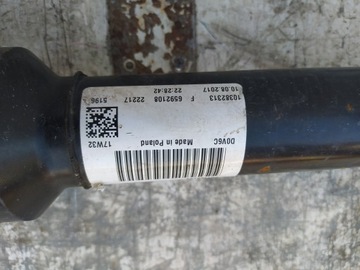 D0V6C Made in Poland 17W32
10382313 F 6592108 22217 5196
10.08.2017 22:28:42